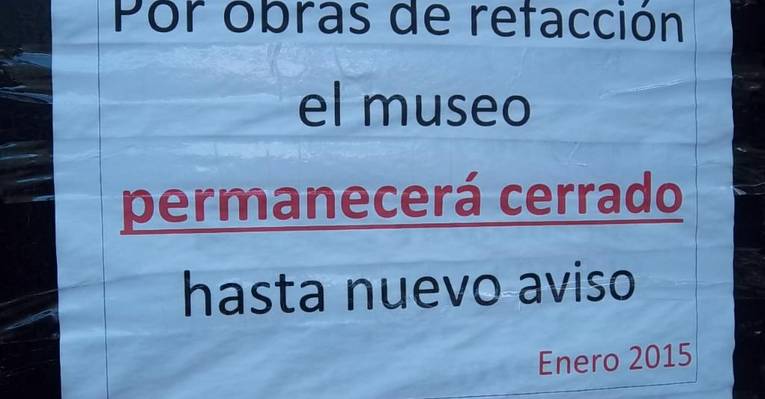 Por obras de refacción
el museo
permanecerá cerrado
hasta nuevo aviso
Enero 2015